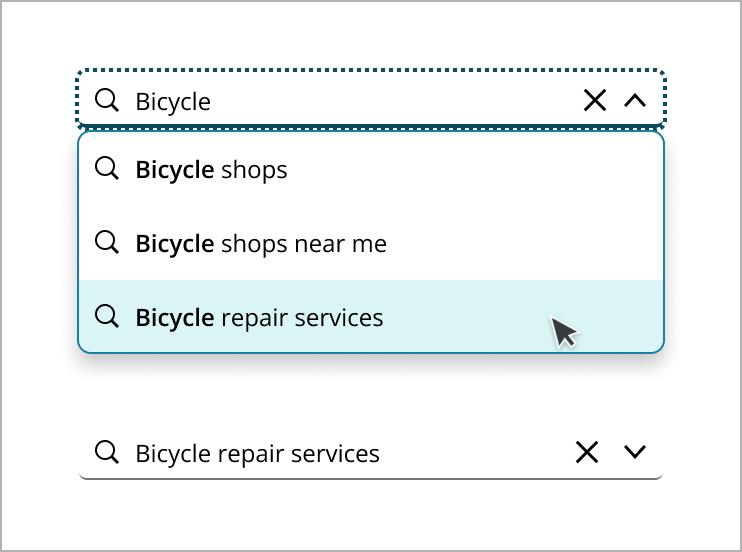 Bicycle
Bicycle shops
Bicycle shops near me
Bicycle repair services
Bicycle repair services